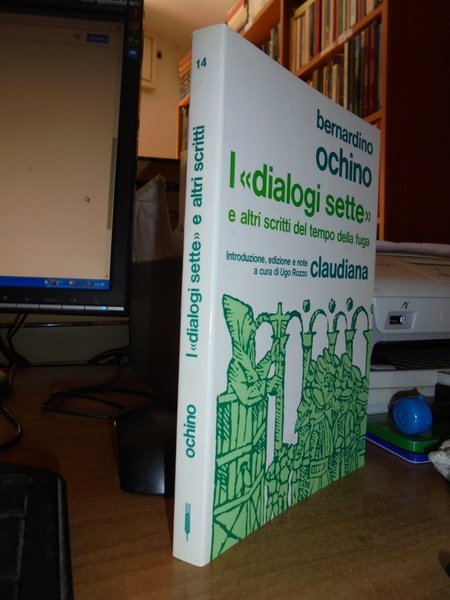 14
I «dialogi sette» e altri scritti
ochino
bernardino
ochino
I «dialogi sette»
e altri scritti del tempo della fuga
Introduzione, edizione e note
a cura di Ugo Rozzo
claudiana